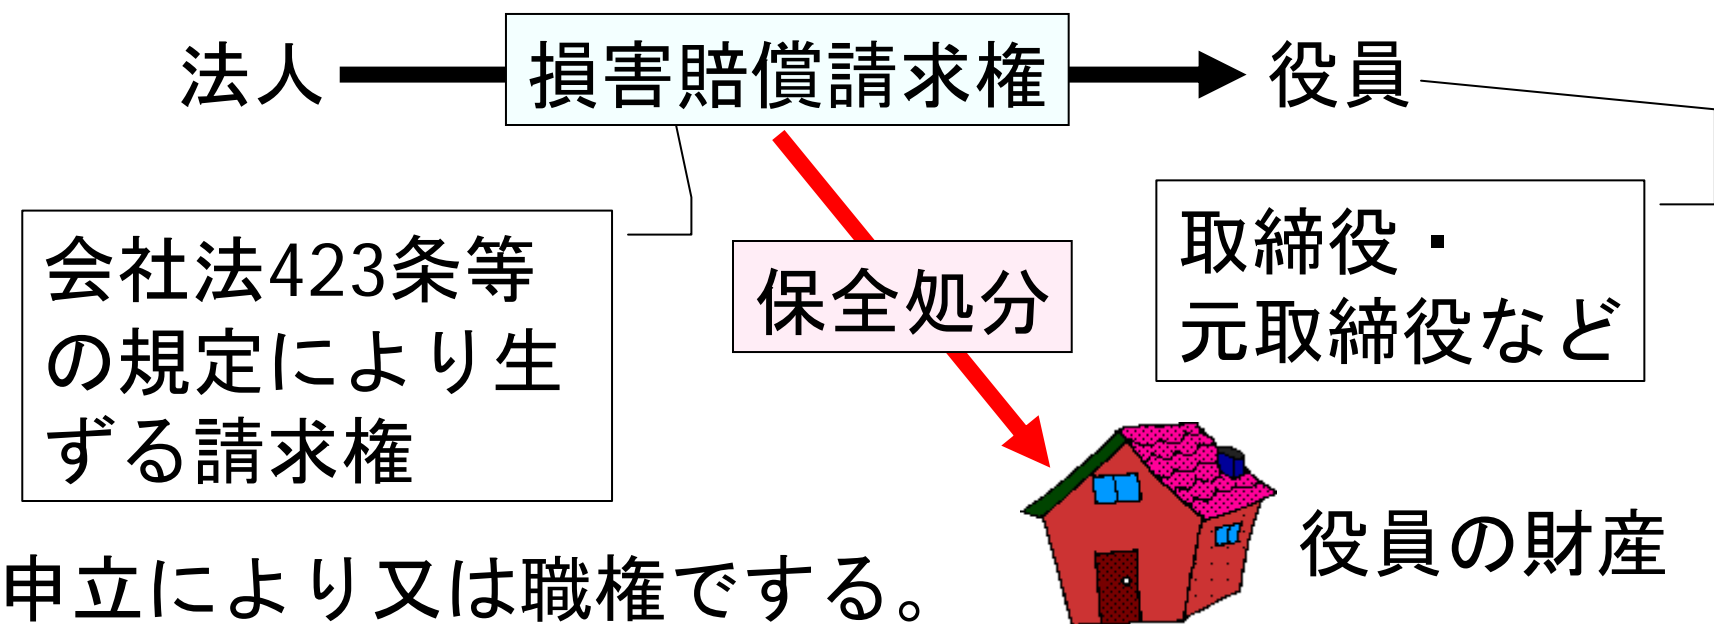 法人
損害賠償請求権
役員
会社法423条等
の規定により生
ずる請求権
保全処分
取締役・
元取締役など
役員の財産
申立により又は職権でする。